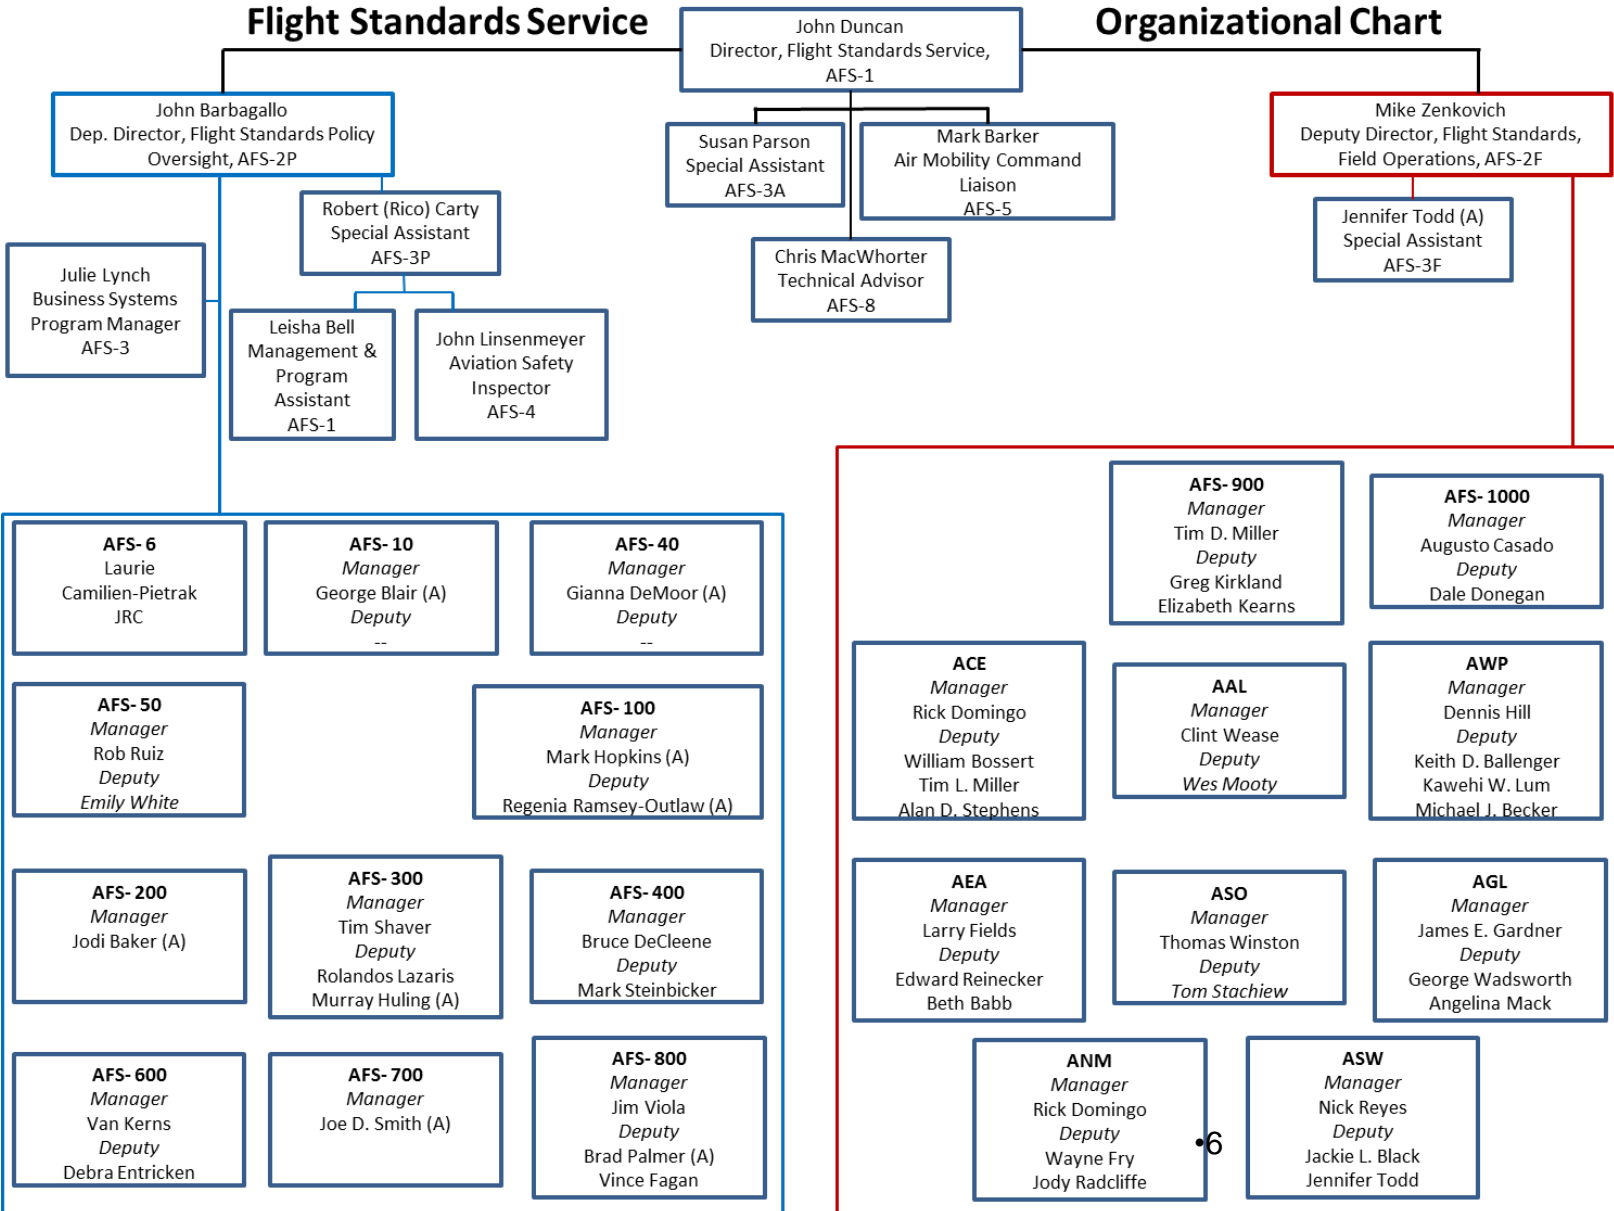 Flight Standards Service
Organizational Chart
John Duncan
Director, Flight Standards Service,
AFS-1
John Barbagallo
Dep. Director, Flight Standards Policy
Oversight, AFS-2P
Susan Parson
Special Assistant
AFS-3A
Mark Barker
Air Mobility Command
Liaison
AFS-5
Mike Zenkovich
Deputy Director, Flight Standards,
Field Operations, AFS-2F
Robert (Rico) Carty
Special Assistant
AFS-3P
Jennifer Todd (A)
Special Assistant
AFS-3F
Julie Lynch
Business Systems
Program Manager
AFS-3
Chris MacWhorter
Technical Advisor
AFS-8
Leisha Bell
Management &
Program
Assistant
AFS-1
John Linsenmeyer
Aviation Safety
Inspector
AFS-4
AFS- 6
Laurie
Camilien-Pietrak
JRC
AFS- 10
Manager
George Blair (A)
Deputy
--
AFS- 40
Manager
Gianna DeMoor (A)
Deputy
--
AFS- 50
Manager
Rob Ruiz
Deputy
Emily White
AFS- 100
Manager
Mark Hopkins (A)
Deputy
Regenia Ramsey-Outlaw (A)
AFS- 200
Manager
Jodi Baker (A)
AFS- 300
Manager
Tim Shaver
Deputy
Rolandos Lazaris
Murray Huling (A)
AFS- 400
Manager
Bruce DeCleene
Deputy
Mark Steinbicker
AFS- 600
Manager
Van Kerns
Deputy
Debra Entricken
AFS- 700
Manager
Joe D. Smith (A)
AFS- 800
Manager
Jim Viola
Deputy
Brad Palmer (A)
Vince Fagan
AFS- 900
Manager
Tim D. Miller
Deputy
Greg Kirkland
Elizabeth Kearns
AFS- 1000
Manager
Augusto Casado
Deputy
Dale Donegan
ACE
Manager
Rick Domingo
Deputy
William Bossert
Tim L. Miller
Alan D. Stephens
AAL
Manager
Clint Wease
Deputy
Wes Mooty
AWP
Manager
Dennis Hill
Deputy
Keith D. Ballenger
Kawehi W. Lum
Michael J. Becker
AEA
Manager
Larry Fields
Deputy
Edward Reinecker
Beth Babb
ASO
Manager
Thomas Winston
Deputy
Tom Stachiew
AGL
Manager
James E. Gardner
Deputy
George Wadsworth
Angelina Mack
ANM
Manager
Rick Domingo
Deputy
Wayne Fry
Jody Radcliffe
•6
ASW
Manager
Nick Reyes
Deputy
Jackie L. Black
Jennifer Todd